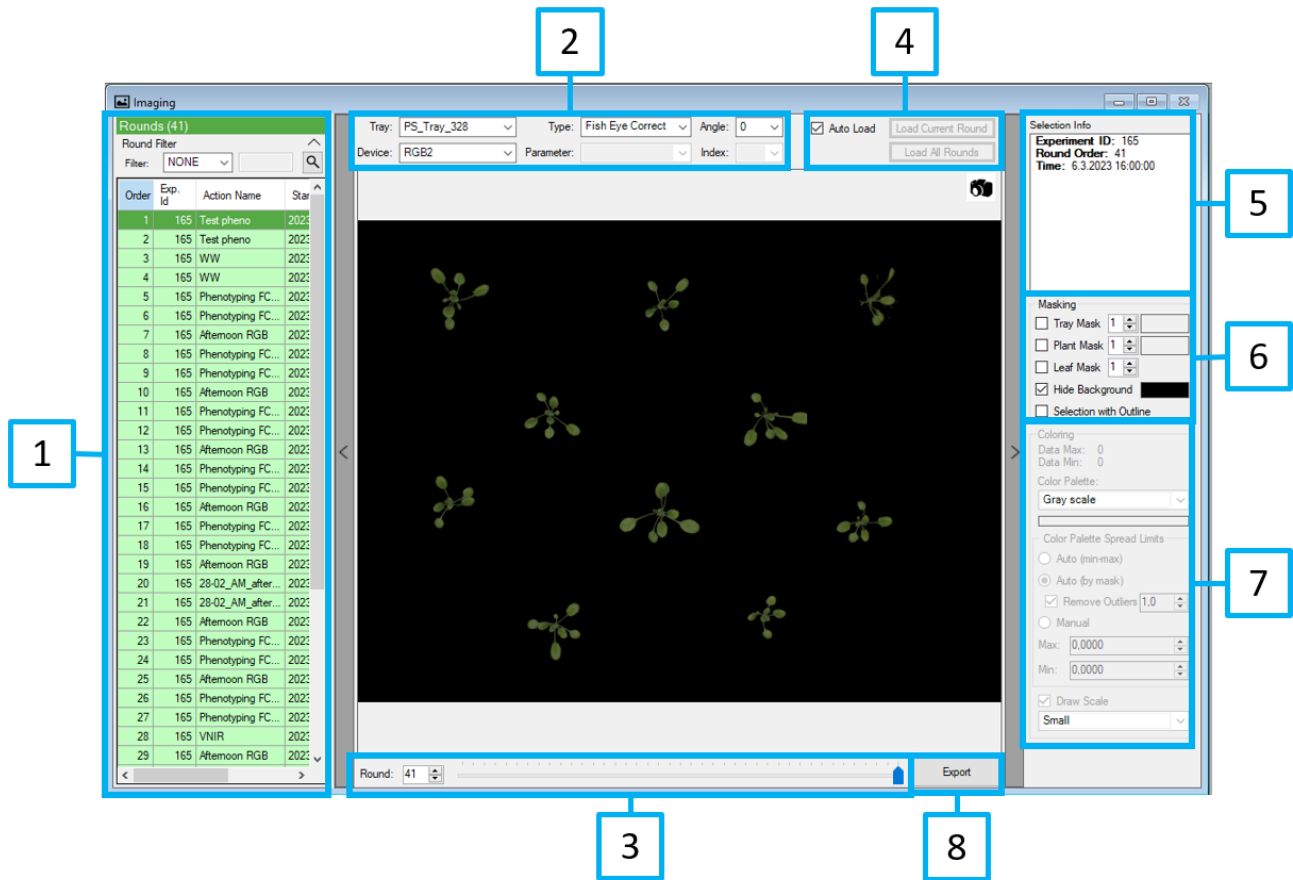 2
4
Imaging
Rounds (41)
Round Filter
Filter: NONE
Order Exp. Id Action Name Star
1 165 Test pheno 2023
2 165 Test pheno 2023
3 165 WW 2023
4 165 WW 2023
5 165 Phenotyping FC... 2023
6 165 Phenotyping FC... 2023
7 165 Afternoon RGB 2023
8 165 Phenotyping FC... 2023
9 165 Phenotyping FC... 2023
10 165 Afternoon RGB 2023
11 165 Phenotyping FC... 2023
12 165 Phenotyping FC... 2023
13 165 Afternoon RGB 2023
14 165 Phenotyping FC... 2023
15 165 Phenotyping FC... 2023
16 165 Afternoon RGB 2023
17 165 Phenotyping FC... 2023
18 165 Phenotyping FC... 2023
19 165 Afternoon RGB 2023
20 165 28-02_AM_after... 2023
21 165 28-02_AM_after... 2023
22 165 Afternoon RGB 2023
23 165 Phenotyping FC... 2023
24 165 Phenotyping FC... 2023
25 165 Afternoon RGB 2023
26 165 Phenotyping FC... 2023
27 165 Phenotyping FC... 2023
28 165 VNIR 2023
29 165 Afternoon RGB 2023
1
Tray: PS_Tray_328 Type: Fish Eye Correct Angle: 0
Device: RGB2 Parameter: Index:
Auto Load Load Current Round
Load All Rounds
Round: 41
Export
3
8
Selection Info
Experiment ID: 165
Round Order: 41
Time: 6.3.2023 16:00:00
5
Masking
Tray Mask 1
Plant Mask 1
Leaf Mask 1
Hide Background
Selection with Outline
6
Coloring
Data Max: 0
Data Min: 0
Color Palette:
Gray scale
Color Palette Spread Limits
Auto (min-max)
Auto (by mask)
Remove Outliers 1,0
Manual
Max: 0,0000
Min: 0,0000
Draw Scale
Small
7